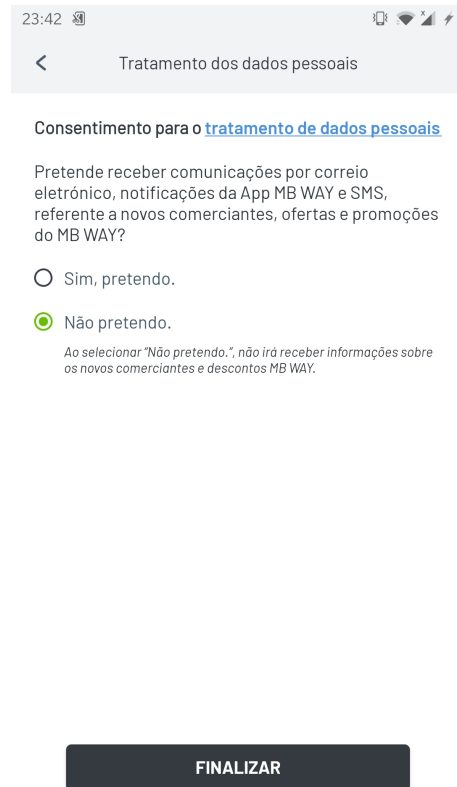 23:42
Tratamento dos dados pessoais
Consentimento para o tratamento de dados pessoais
Pretende receber comunicações por correio
eletrónico, notificações da App MB WAY e SMS,
referente a novos comerciantes, ofertas e promoções
do MB WAY?
Sim, pretendo.
Não pretendo.
Ao selecionar "Não pretendo.", não irá receber informações sobre
os novos comerciantes e descontos MB WAY.
FINALIZAR